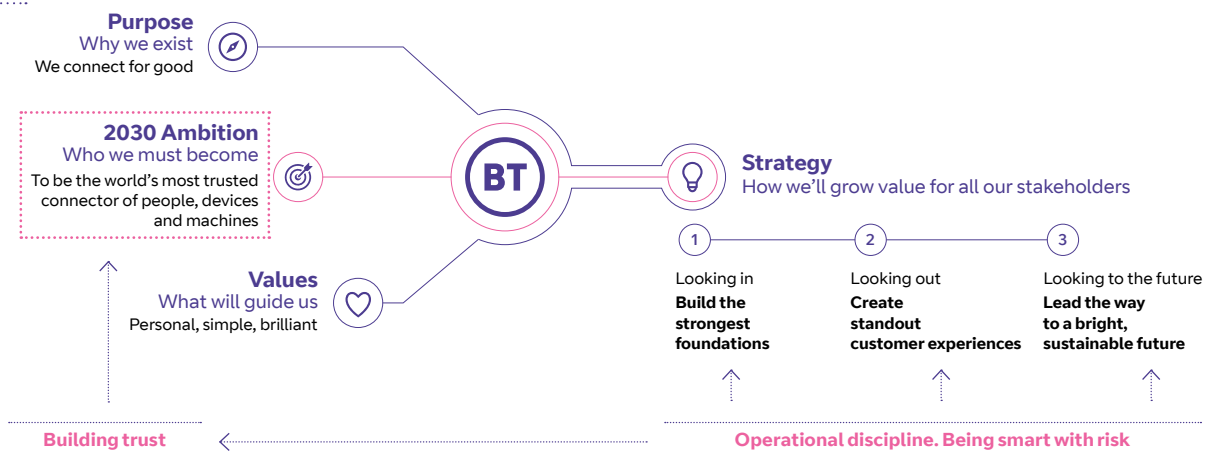 Purpose
Why we exist
We connect for good
2030 Ambition
Who we must become
To be the world's most trusted
connector of people, devices
and machines
Values
What will guide us
Personal, simple, brilliant
BT
Strategy
How we'll grow value for all our stakeholders
1
Looking in
Build the
strongest
foundations
2
Looking out
Create
standout
customer experiences
3
Looking to the future
Lead the way
to a bright,
sustainable future
Building trust
Operational discipline. Being smart with risk